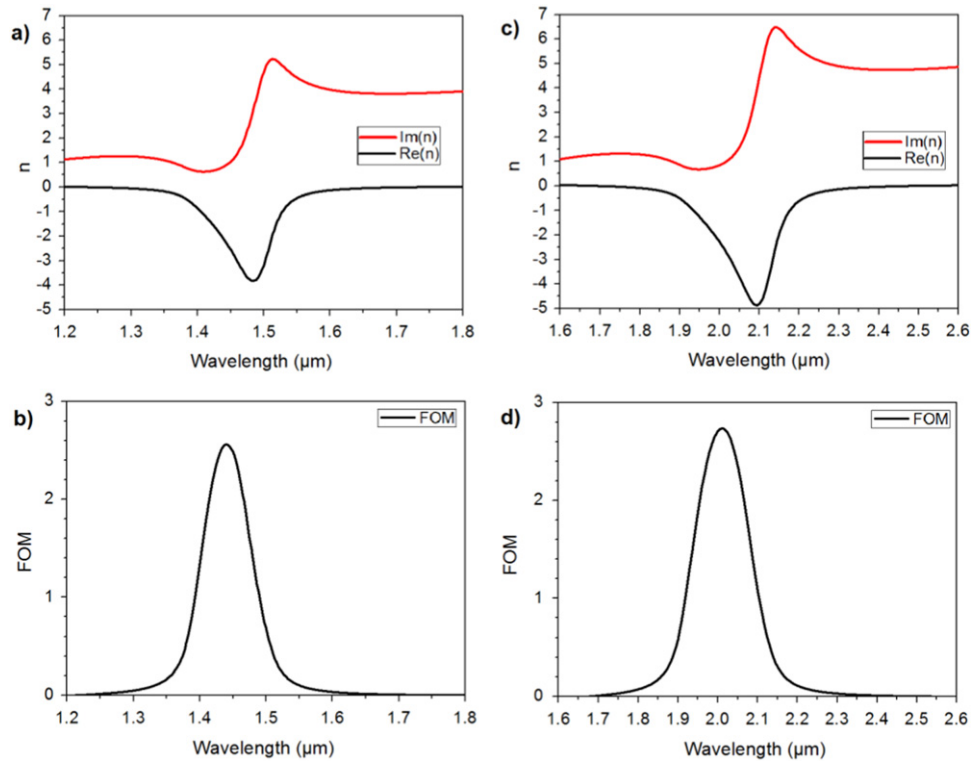 a)
7
6
5
4
3
2
1
0
-1
-2
-3
-4
-5
n
Im(n)
Re(n)
1.2 1.3 1.4 1.5 1.6 1.7 1.8
Wavelength (µm)
c)
7
6
5
4
3
2
1
0
-1
-2
-3
-4
-5
n
Im(n)
Re(n)
1.6 1.7 1.8 1.9 2.0 2.1 2.2 2.3 2.4 2.5 2.6
Wavelength (µm)
b)
3
2
1
0
FOM
FOM
1.2 1.3 1.4 1.5 1.6 1.7 1.8
Wavelength (µm)
d)
3
2
1
0
FOM
FOM
1.6 1.7 1.8 1.9 2.0 2.1 2.2 2.3 2.4 2.5 2.6
Wavelength (µm)